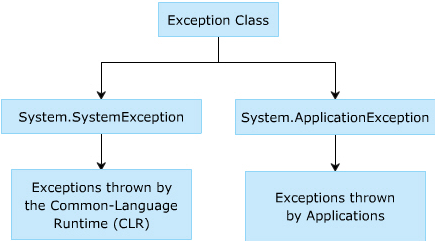 Exception Class
System.SystemException
System.ApplicationException
Exceptions thrown by
the Common-Language
Runtime (CLR)
Exceptions thrown
by Applications